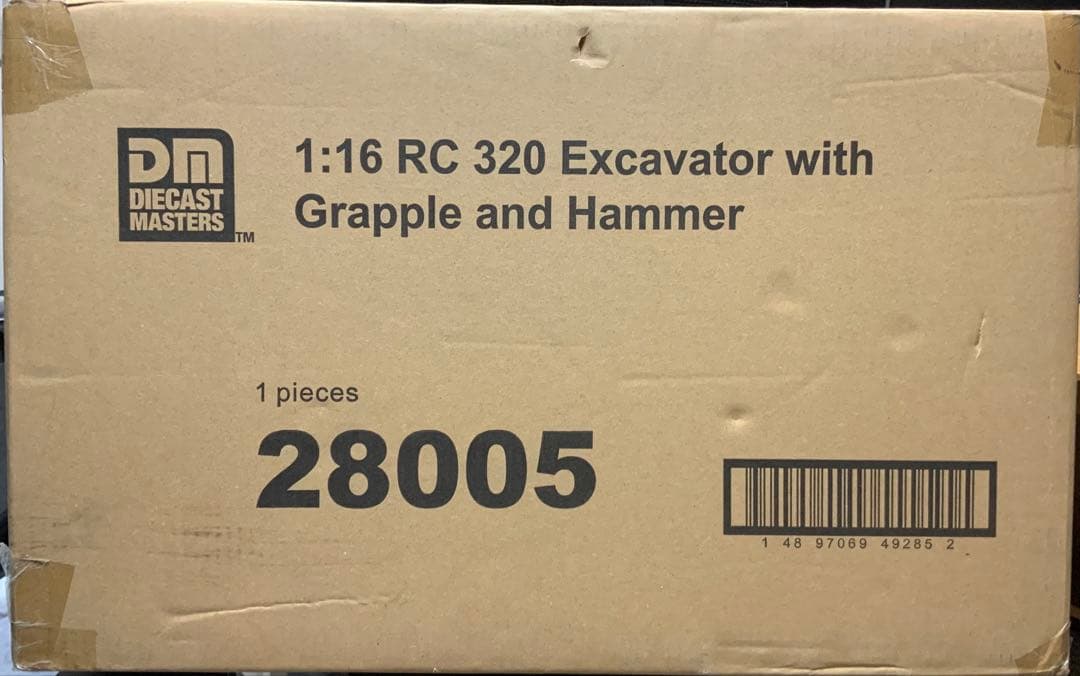 DM
DIECAST
MASTERS
TM
1:16 RC 320 Excavator with
Grapple and Hammer
1 pieces
28005
1 48 97069 49285 2